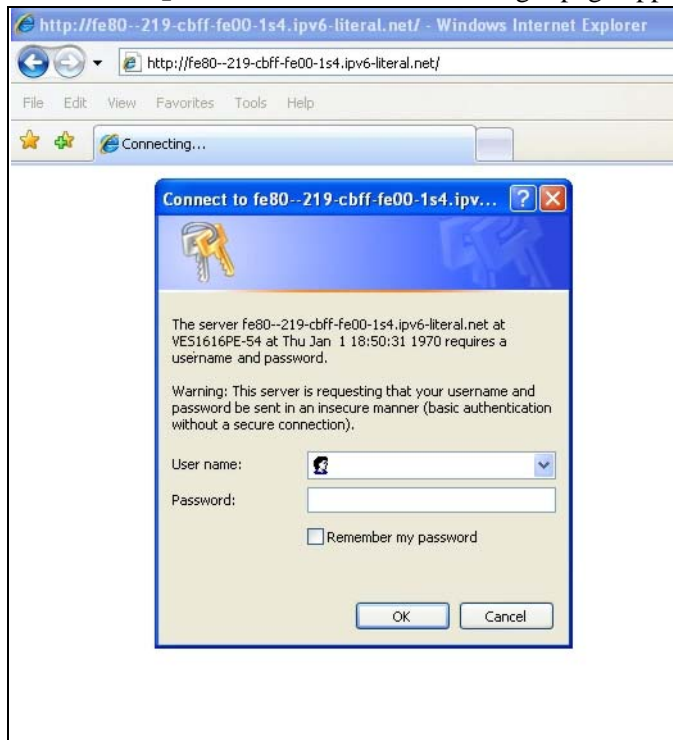 http://fe80--219-cbff-fe00-1s4.ipv6-literal.net/ - Windows Internet Explorer
http://fe80--219-cbff-fe00-1s4.ipv6-literal.net/
File Edit View Favorites Tools Help
Connecting...
Connect to fe80--219-cbff-fe00-1s4.ipv...
The server fe80--219-cbff-fe00-1s4.ipv6-literal.net at
VES1616PE-54 at Thu Jan 1 18:50:31 1970 requires a
username and password.
Warning: This server is requesting that your username and
password be sent in an insecure manner (basic authentication
without a secure connection).
User name:
Password:
Remember my password
OK Cancel